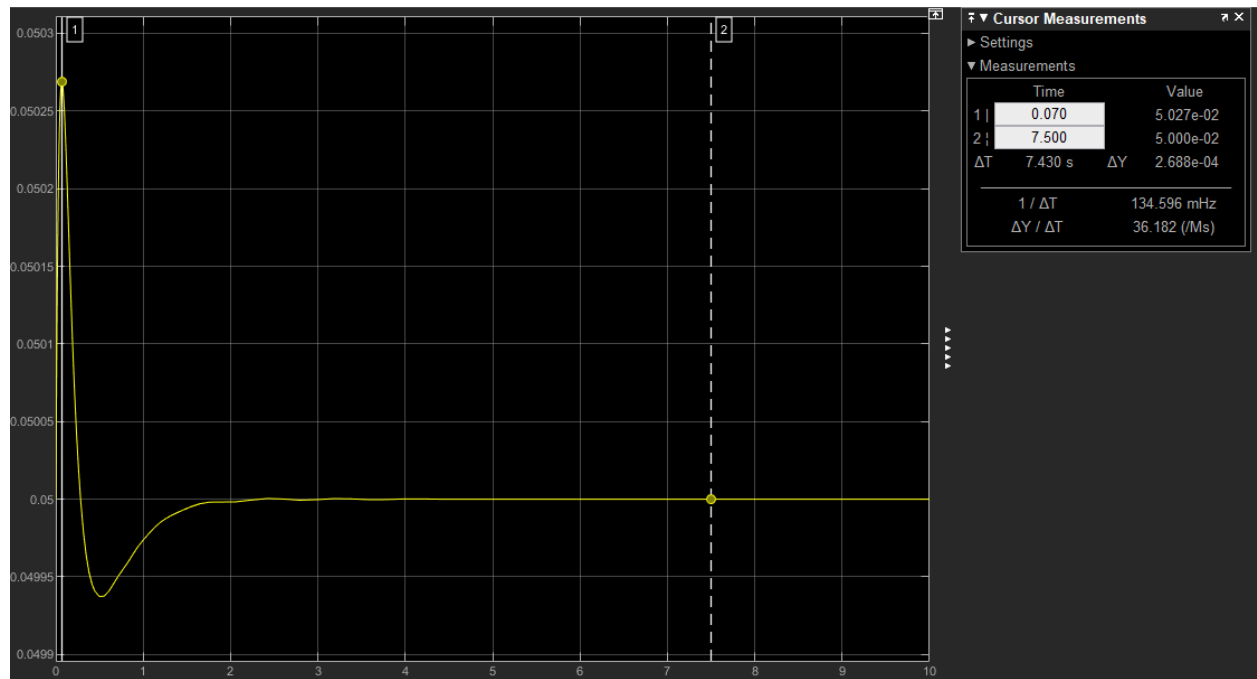 0.0503
0.05025
0.0502
0.05015
0.0501
0.05005
0.05
0.04995
0.0499
0 1 2 3 4 5 6 7 8 9 10
1
2
Cursor Measurements
Settings
Measurements
Time Value
1 | 0.070 5.027e-02
2 ¦ 7.500 5.000e-02
ΔT 7.430 s ΔY 2.688e-04
1 / ΔT 134.596 mHz
ΔY / ΔT 36.182 (/Ms)